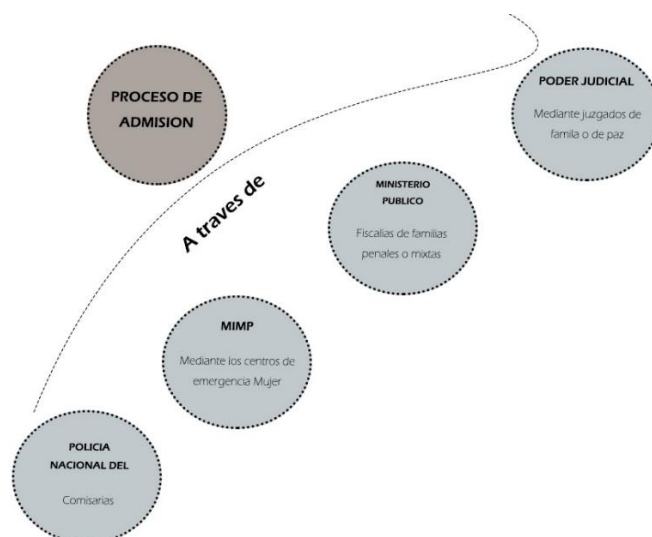 PROCESO DE
ADMISION
A traves de
PODER JUDICIAL
Mediante juzgados de
famila o de paz
MINISTERIO
PUBLICO
Fiscalias de familias
penales o mixtas
MIMP
Mediante los centros de
emergencia Mujer
POLICIA
NACIONAL DEL
Comisarias